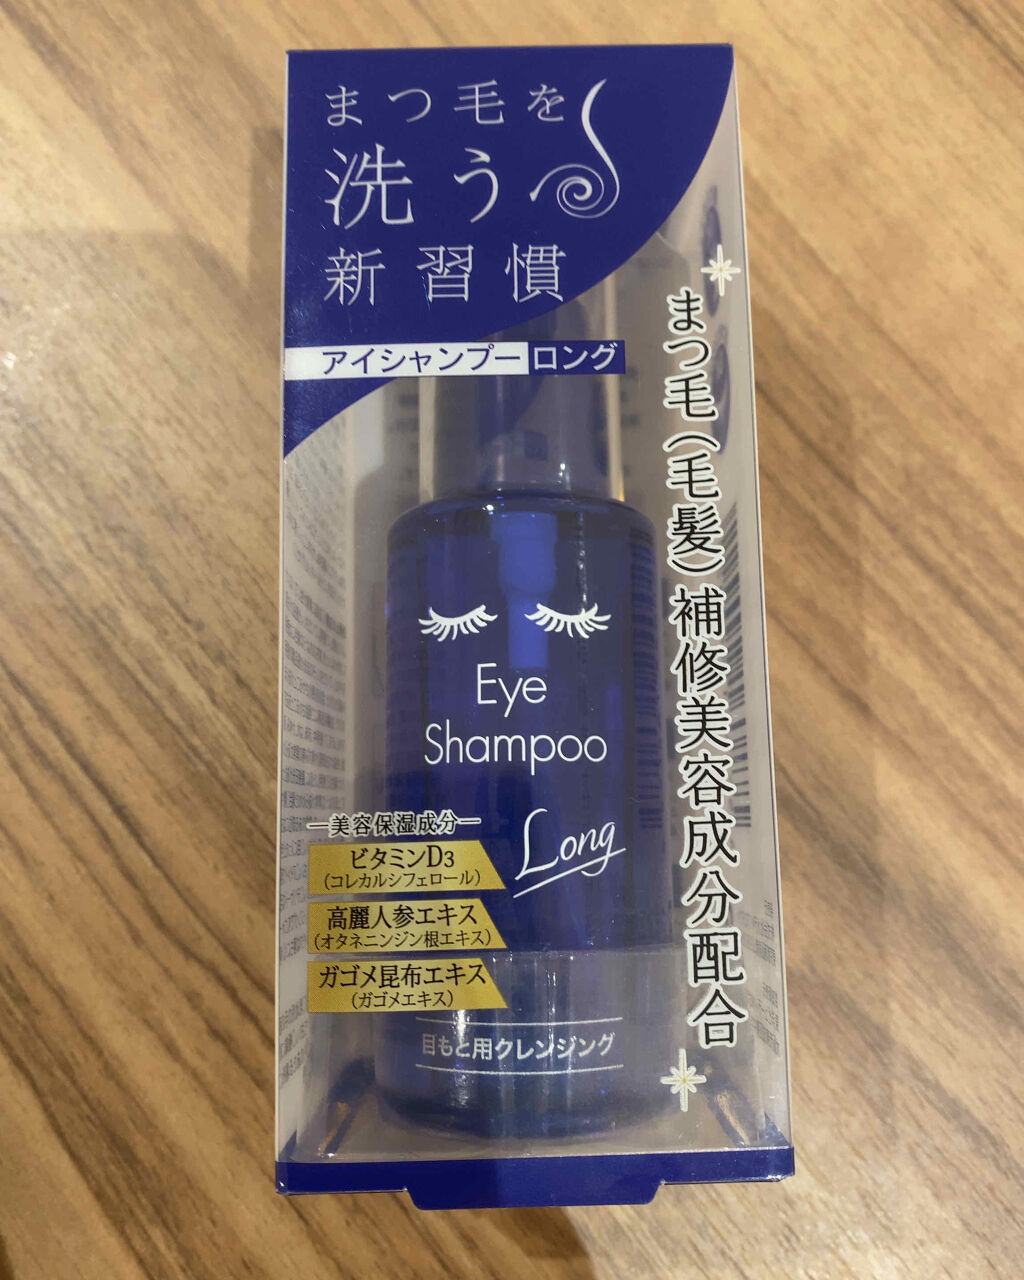 まつ毛を
洗う
新習慣
アイシャンプー ロング
まつ毛(毛髪)補修美容成分配合
Eye
Shampoo
Long
美容保湿成分
ビタミンD3
(コレカルシフェロール)
高麗人参エキス
(オタネニンジン根エキス)
ガゴメ昆布エキス
(ガゴメエキス)
目もと用クレンジング